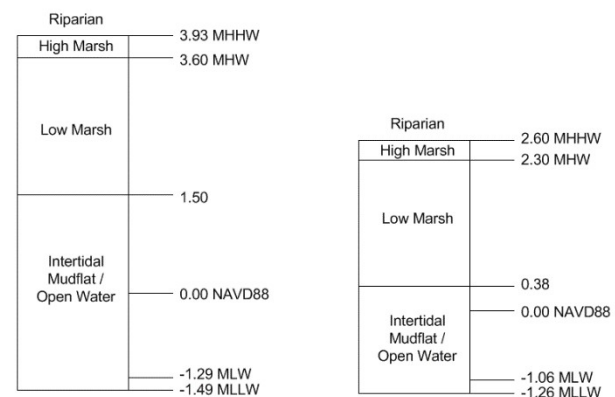 Riparian
High Marsh
3.93 MHHW
3.60 MHW
Low Marsh
1.50
Intertidal
Mudflat /
Open Water
0.00 NAVD88
-1.29 MLW
-1.49 MLLW
Riparian
High Marsh
2.60 MHHW
2.30 MHW
Low Marsh
0.38
0.00 NAVD88
Intertidal
Mudflat /
Open Water
-1.06 MLW
-1.26 MLLW